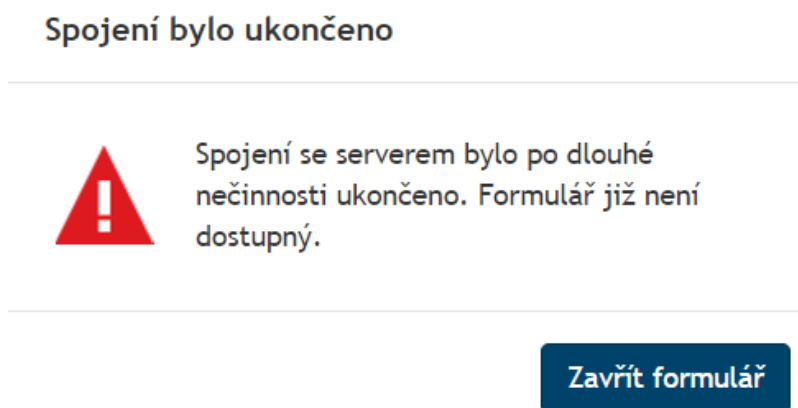 Spojení bylo ukončeno
Spojení se serverem bylo po dlouhé
nečinnosti ukončeno. Formulář již není
dostupný.
Zavřít formulář